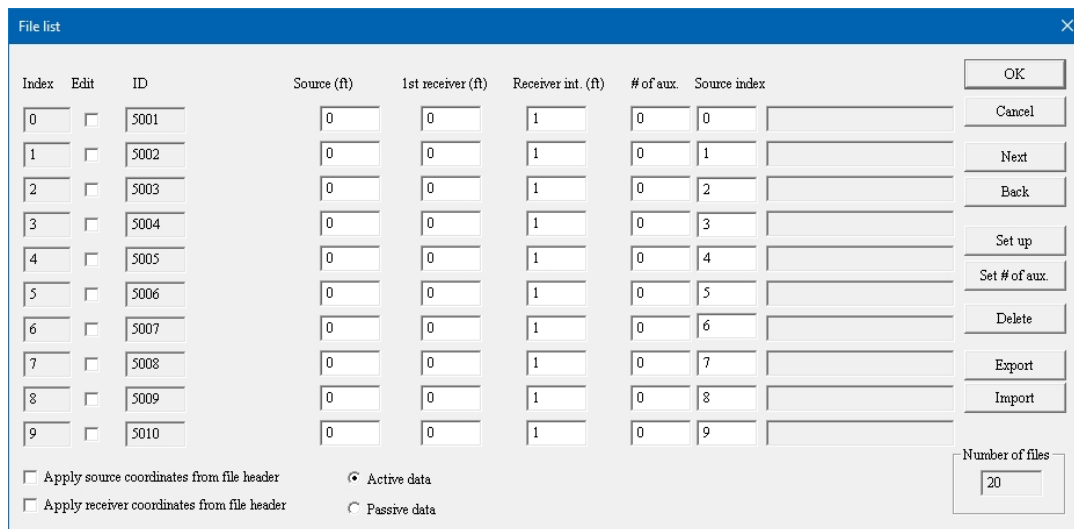 File list
Index Edit ID Source (ft) 1st receiver (ft) Receiver int. (ft) # of aux. Source index
0 5001 0 0 1 0 0
1 5002 0 0 1 0 1
2 5003 0 0 1 0 2
3 5004 0 0 1 0 3
4 5005 0 0 1 0 4
5 5006 0 0 1 0 5
6 5007 0 0 1 0 6
7 5008 0 0 1 0 7
8 5009 0 0 1 0 8
9 5010 0 0 1 0 9
OK
Cancel
Next
Back
Set up
Set # of aux.
Delete
Export
Import
Number of files
20
Apply source coordinates from file header
Apply receiver coordinates from file header
Active data
Passive data